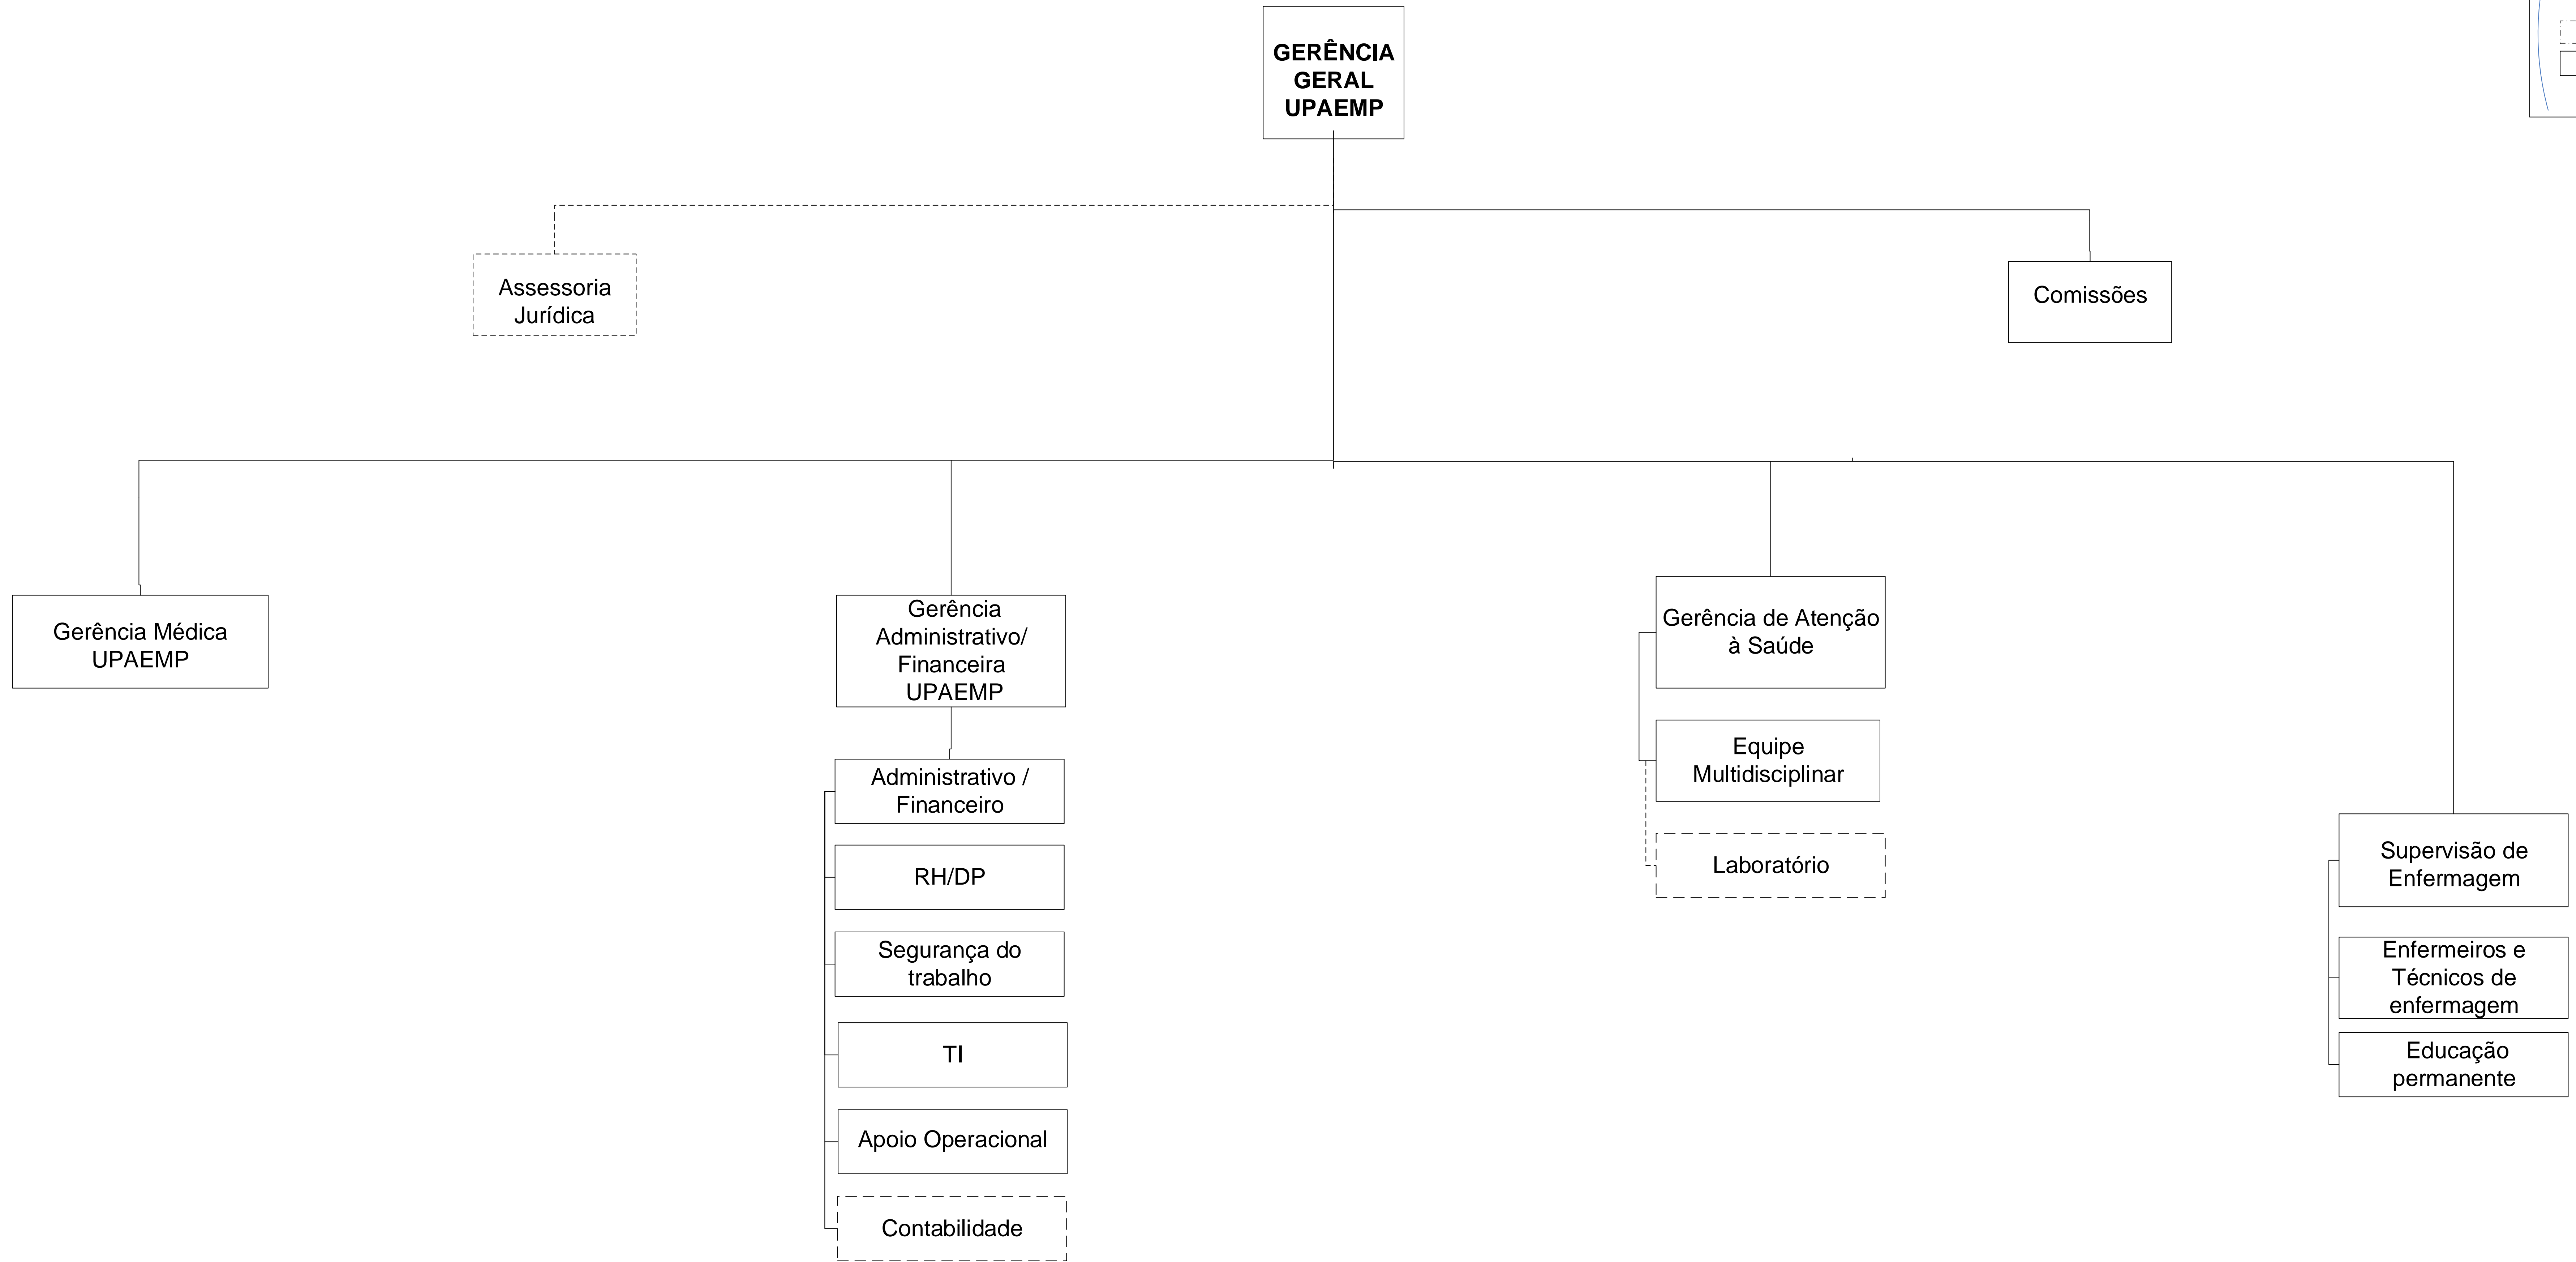 GERÊNCIA
GERAL
UPAEMP
Assessoria
Jurídica
Comissões
Gerência Médica
UPAEMP
Gerência
Administrativo/
Financeira
UPAEMP
Administrativo /
Financeiro
RH/DP
Segurança do
trabalho
TI
Apoio Operacional
Contabilidade
Gerência de Atenção
à Saúde
Equipe
Multidisciplinar
Laboratório
Supervisão de
Enfermagem
Enfermeiros e
Técnicos de
enfermagem
Educação
permanente